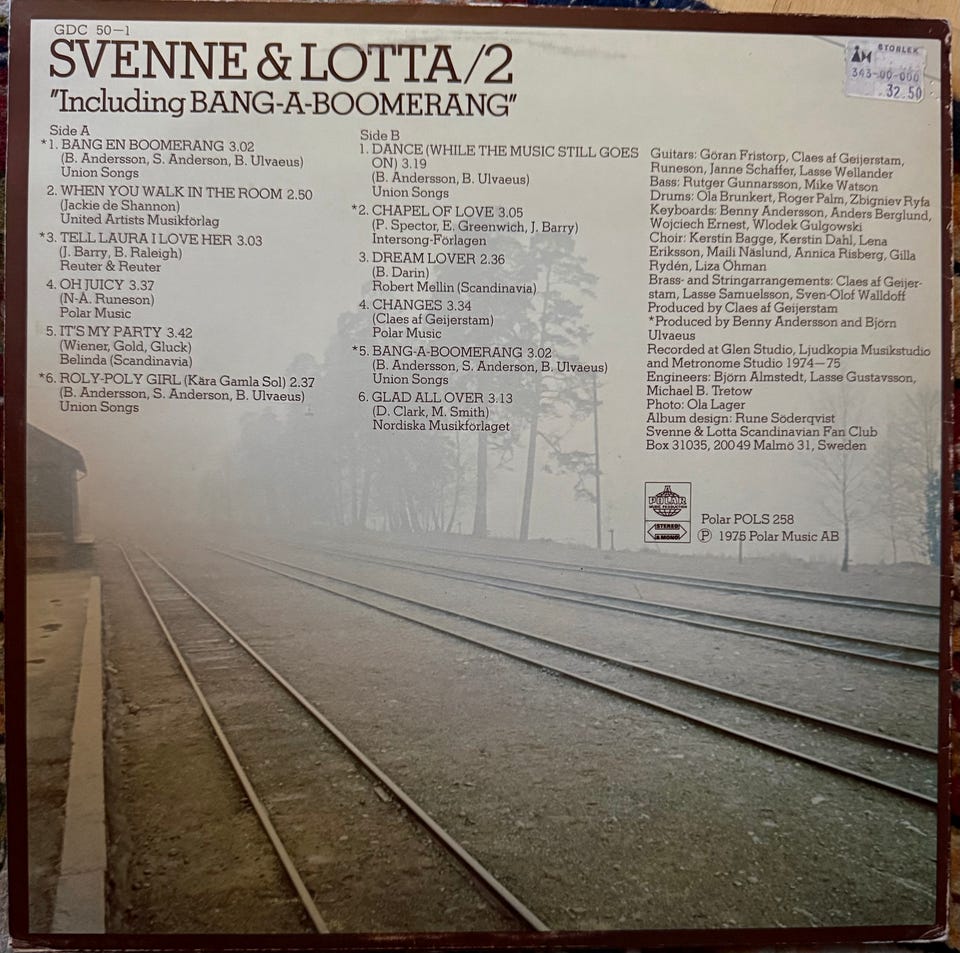 GDC 50-1
SVENNE & LOTTA/2
"Including BANG-A-BOOMERANG"
Side A
*1. BANG EN BOOMERANG 3.02
(B. Andersson, S. Anderson, B. Ulvaeus)
Union Songs
2. WHEN YOU WALK IN THE ROOM 2.50
(Jackie de Shannon)
United Artists Musikförlag
*3. TELL LAURA I LOVE HER 3.03
(J. Barry, B. Raleigh)
Reuter & Reuter
4. OH JUICY 3.37
(N-Å. Runeson)
Polar Music
5. IT'S MY PARTY 3.42
(Wiener, Gold, Gluck)
Belinda (Scandinavia)
*6. ROLY-POLY GIRL (Kära Gamla Sol) 2.37
(B. Andersson, S. Anderson, B. Ulvaeus)
Union Songs
Side B
1. DANCE (WHILE THE MUSIC STILL GOES
ON) 3.19
(B. Andersson, B. Ulvaeus)
Union Songs
*2. CHAPEL OF LOVE 3.05
(P. Spector, E. Greenwich, J. Barry)
Intersong-Förlagen
3. DREAM LOVER 2.36
(B. Darin)
Robert Mellin (Scandinavia)
4. CHANGES 3.34
(Claes af Geijerstam)
Polar Music
*5. BANG-A-BOOMERANG 3.02
(B. Andersson, S. Anderson, B. Ulvaeus)
Union Songs
6. GLAD ALL OVER 3.13
(D. Clark, M. Smith)
Nordiska Musikförlaget
STORLEK
343-00-000
32.50
Guitars: Göran Fristorp, Claes af Geijerstam,
Runeson, Janne Schaffer, Lasse Wellander
Bass: Rutger Gunnarsson, Mike Watson
Drums: Ola Brunkert, Roger Palm, Zbigniev Ryfa
Keyboards: Benny Andersson, Anders Berglund,
Wojciech Ernest, Wlodek Gulgowski
Choir: Kerstin Bagge, Kerstin Dahl, Lena
Eriksson, Maili Näslund, Annica Risberg, Gilla
Rydén, Liza Öhman
Brass- and Stringarrangements: Claes af Geijer-
stam, Lasse Samuelsson, Sven-Olof Walldoff
Produced by Claes af Geijerstam
*Produced by Benny Andersson and Björn
Ulvaeus
Recorded at Glen Studio, Ljudkopia Musikstudio
and Metronome Studio 1974-75
Engineers: Björn Almstedt, Lasse Gustavsson,
Michael B. Tretow
Photo: Ola Lager
Album design: Rune Söderqvist
Svenne & Lotta Scandinavian Fan Club
Box 31035, 200 49 Malmö 31, Sweden
POLAR
MUSIC PRODUCTION
STEREO
& MONO
Polar POLS 258
Ⓟ 1975 Polar Music AB